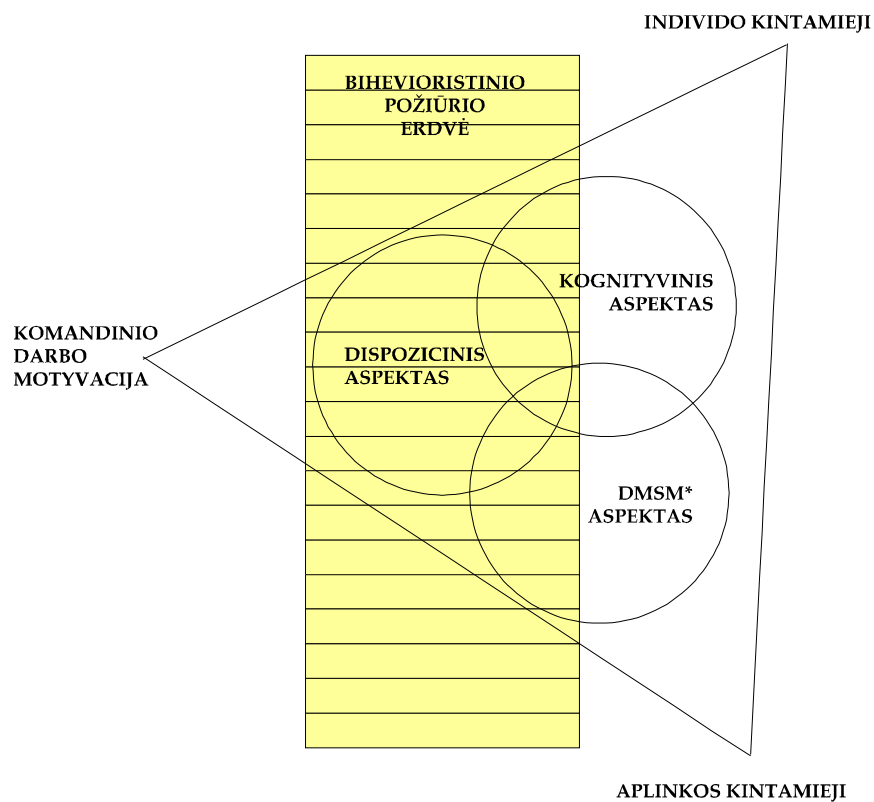 INDIVIDO KINTAMIEJI
BIHEVIORISTINIO
POŽIŪRIO
ERDVĖ
KOGNITYVINIS
ASPEKTAS
KOMANDINIO
DARBO
MOTYVACIJA
DISPOZICINIS
ASPEKTAS
DMSM*
ASPEKTAS
APLINKOS KINTAMIEJI